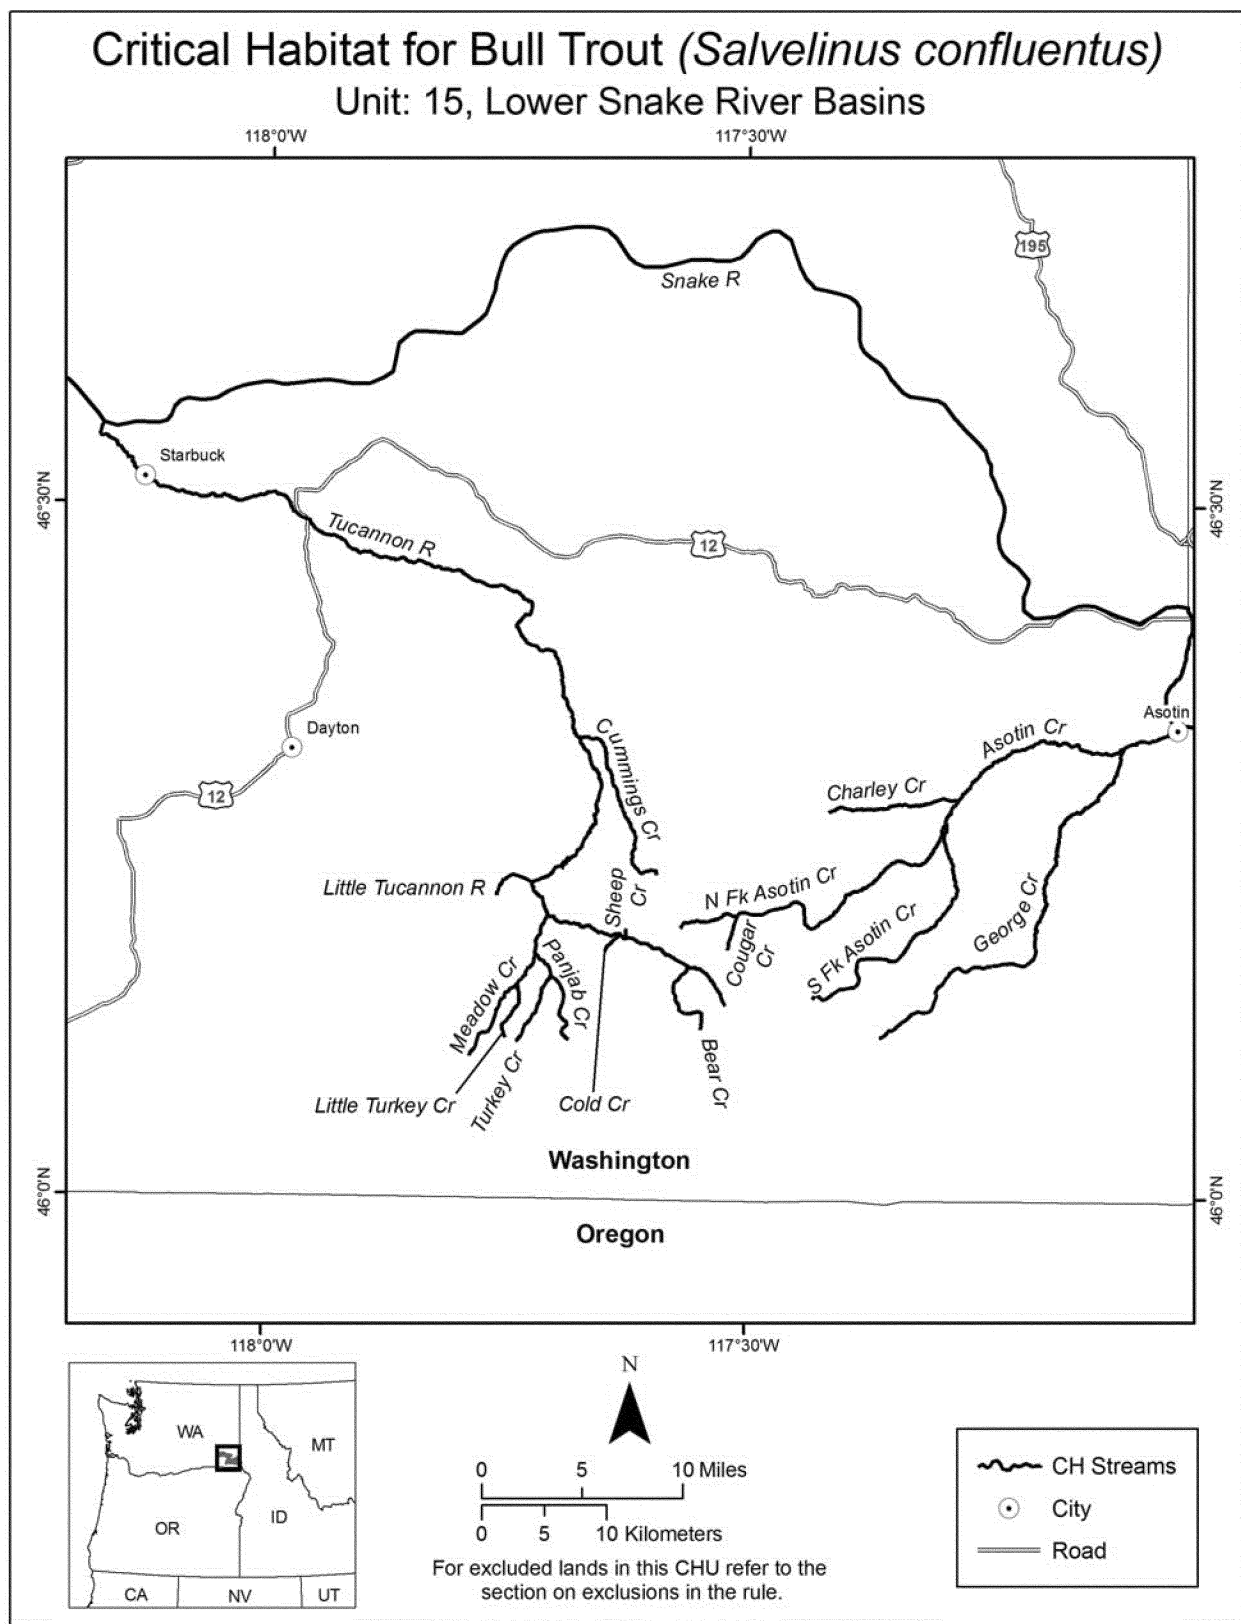 Critical Habitat for Bull Trout (Salvelinus confluentus)
Unit: 15, Lower Snake River Basins
118°0'W
117°30'W
195
Snake R
Starbuck
46°30'N
46°30'N
Tucannon R
12
Dayton
12
Cummings Cr
Asotin
Asotin Cr
Charley Cr
Little Tucannon R
Sheep
Cr
N Fk Asotin Cr
Cougar
Cr
S Fk Asotin Cr
George Cr
Meadow Cr
Panjab Cr
Bear Cr
Little Turkey Cr
Turkey Cr
Cold Cr
Washington
46°0'N
46°0'N
Oregon
118°0'W
117°30'W
N
WA
MT
OR
ID
CA
NV
UT
0 5 10 Miles
0 5 10 Kilometers
For excluded lands in this CHU refer to the
section on exclusions in the rule.
CH Streams
City
Road